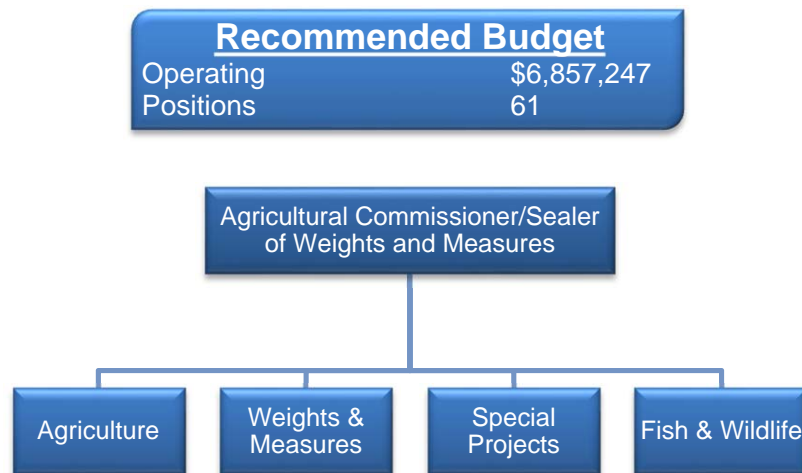 Recommended Budget
Operating $6,857,247
Positions 61
Agricultural Commissioner/Sealer
of Weights and Measures
Agriculture
Weights &
Measures
Special
Projects
Fish & Wildlife